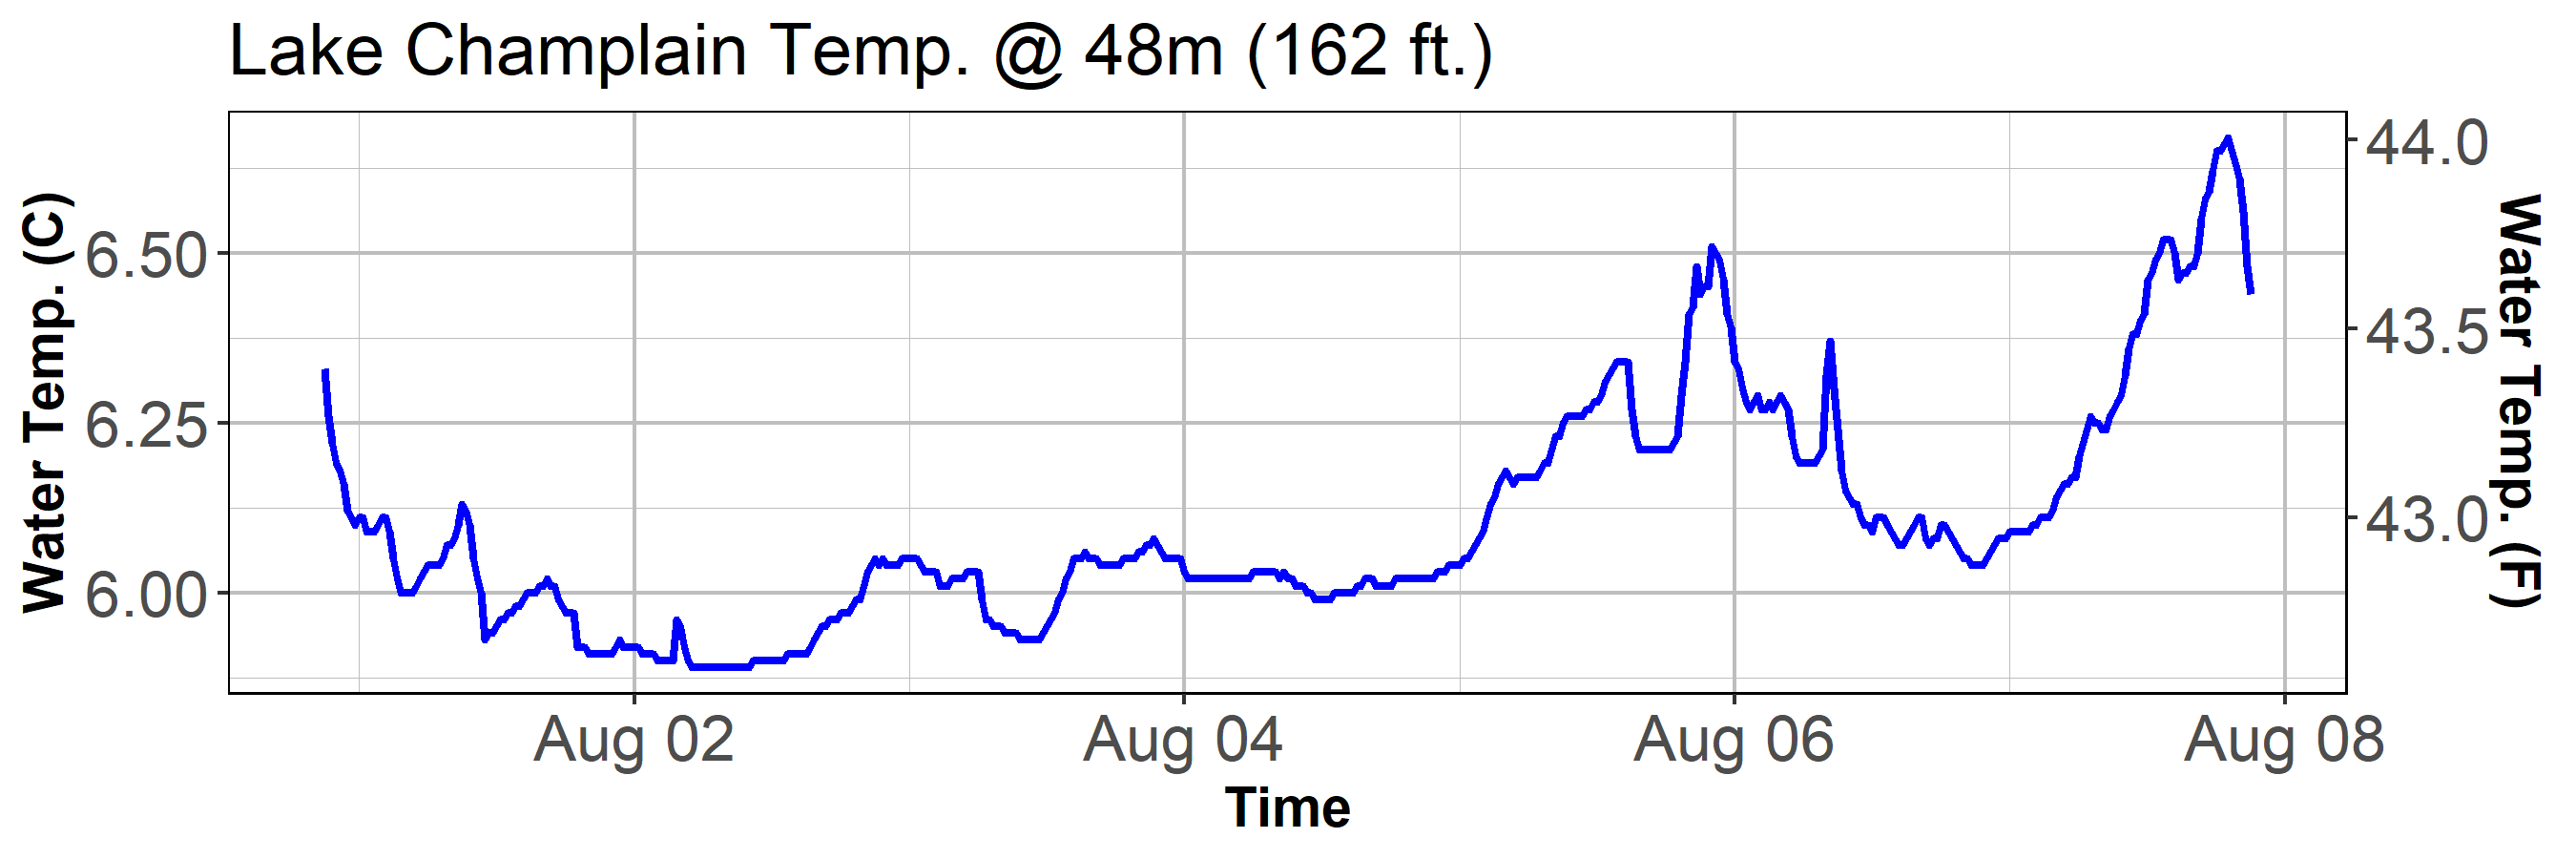 Lake Champlain Temp. @ 48m (162 ft.)
Water Temp. (C)
6.50
6.25
6.00
44.0
43.5
43.0
Water Temp. (F)
Aug 02 Aug 04 Aug 06 Aug 08
Time